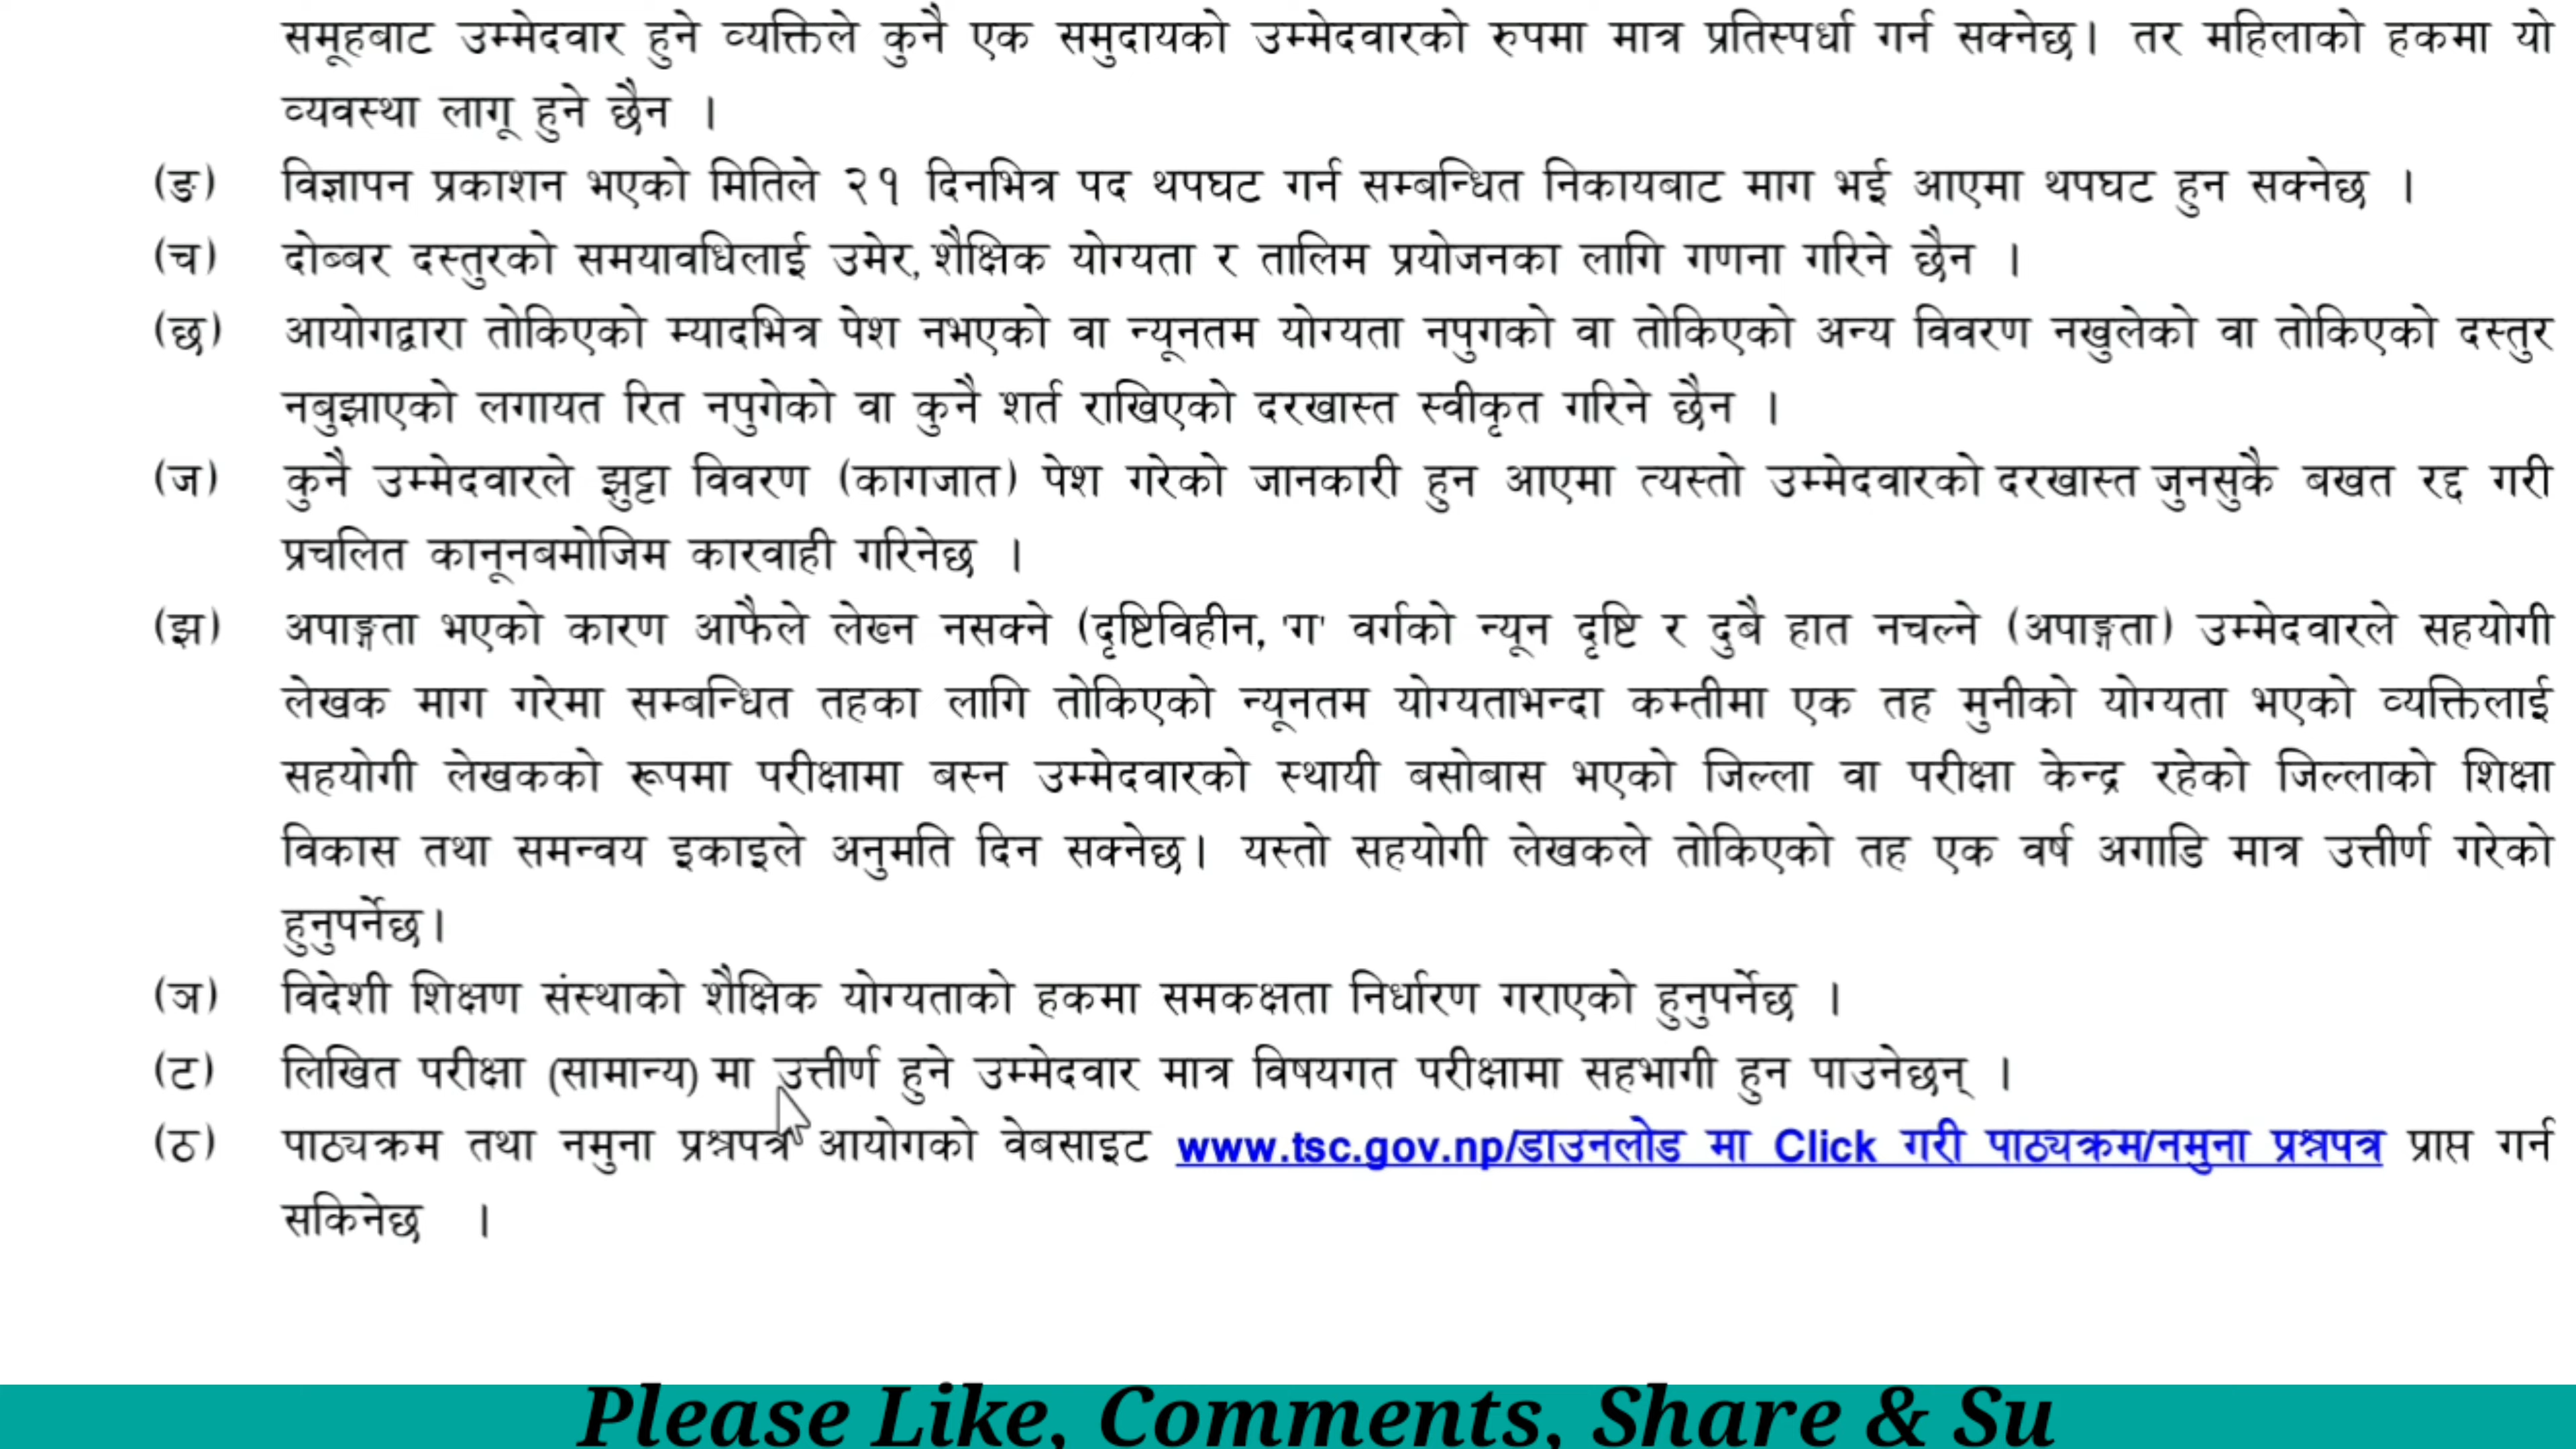 समूहबाट उम्मेदवार हुने व्यक्तिले कुनै एक समुदायको उम्मेदवारको रुपमा मात्र प्रतिस्पर्धा गर्न सक्नेछ। तर महिलाको हकमा यो
व्यवस्था लागू हुने छैन ।
(ङ) विज्ञापन प्रकाशन भएको मितिले २१ दिनभित्र पद थपघट गर्न सम्बन्धित निकायबाट माग भई आएमा थपघट हुन सक्नेछ ।
(च) दोब्बर दस्तुरको समयावधिलाई उमेर, शैक्षिक योग्यता र तालिम प्रयोजनका लागि गणना गरिने छैन ।
(छ) आयोगद्वारा तोकिएको म्यादभित्र पेश नभएको वा न्यूनतम योग्यता नपुगको वा तोकिएको अन्य विवरण नखुलेको वा तोकिएको दस्तुर
नबुझाएको लगायत रित नपुगेको वा कुनै शर्त राखिएको दरखास्त स्वीकृत गरिने छैन ।
(ज) कुनै उम्मेदवारले झुट्टा विवरण (कागजात) पेश गरेको जानकारी हुन आएमा त्यस्तो उम्मेदवारको दरखास्त जुनसुकै बखत रद्द गरी
प्रचलित कानूनबमोजिम कारवाही गरिनेछ ।
(झ) अपाङ्गता भएको कारण आफैले लेख्न नसक्ने (दृष्टिविहीन, 'ग' वर्गको न्यून दृष्टि र दुबै हात नचल्ने (अपाङ्गता) उम्मेदवारले सहयोगी
लेखक माग गरेमा सम्बन्धित तहका लागि तोकिएको न्यूनतम योग्यताभन्दा कम्तीमा एक तह मुनीको योग्यता भएको व्यक्तिलाई
सहयोगी लेखकको रूपमा परीक्षामा बस्न उम्मेदवारको स्थायी बसोबास भएको जिल्ला वा परीक्षा केन्द्र रहेको जिल्लाको शिक्षा
विकास तथा समन्वय इकाइले अनुमति दिन सक्नेछ। यस्तो सहयोगी लेखकले तोकिएको तह एक वर्ष अगाडि मात्र उत्तीर्ण गरेको
हुनुपर्नेछ।
(ञ) विदेशी शिक्षण संस्थाको शैक्षिक योग्यताको हकमा समकक्षता निर्धारण गराएको हुनुपर्नेछ ।
(ट) लिखित परीक्षा (सामान्य) मा उत्तीर्ण हुने उम्मेदवार मात्र विषयगत परीक्षामा सहभागी हुन पाउनेछन् ।
(ठ) पाठ्यक्रम तथा नमुना प्रश्नपत्र आयोगको वेबसाइट www.tsc.gov.np/डाउनलोड मा Click गरी पाठ्यक्रम/नमुना प्रश्नपत्र प्राप्त गर्न
सकिनेछ ।
Please Like, Comments, Share & Su